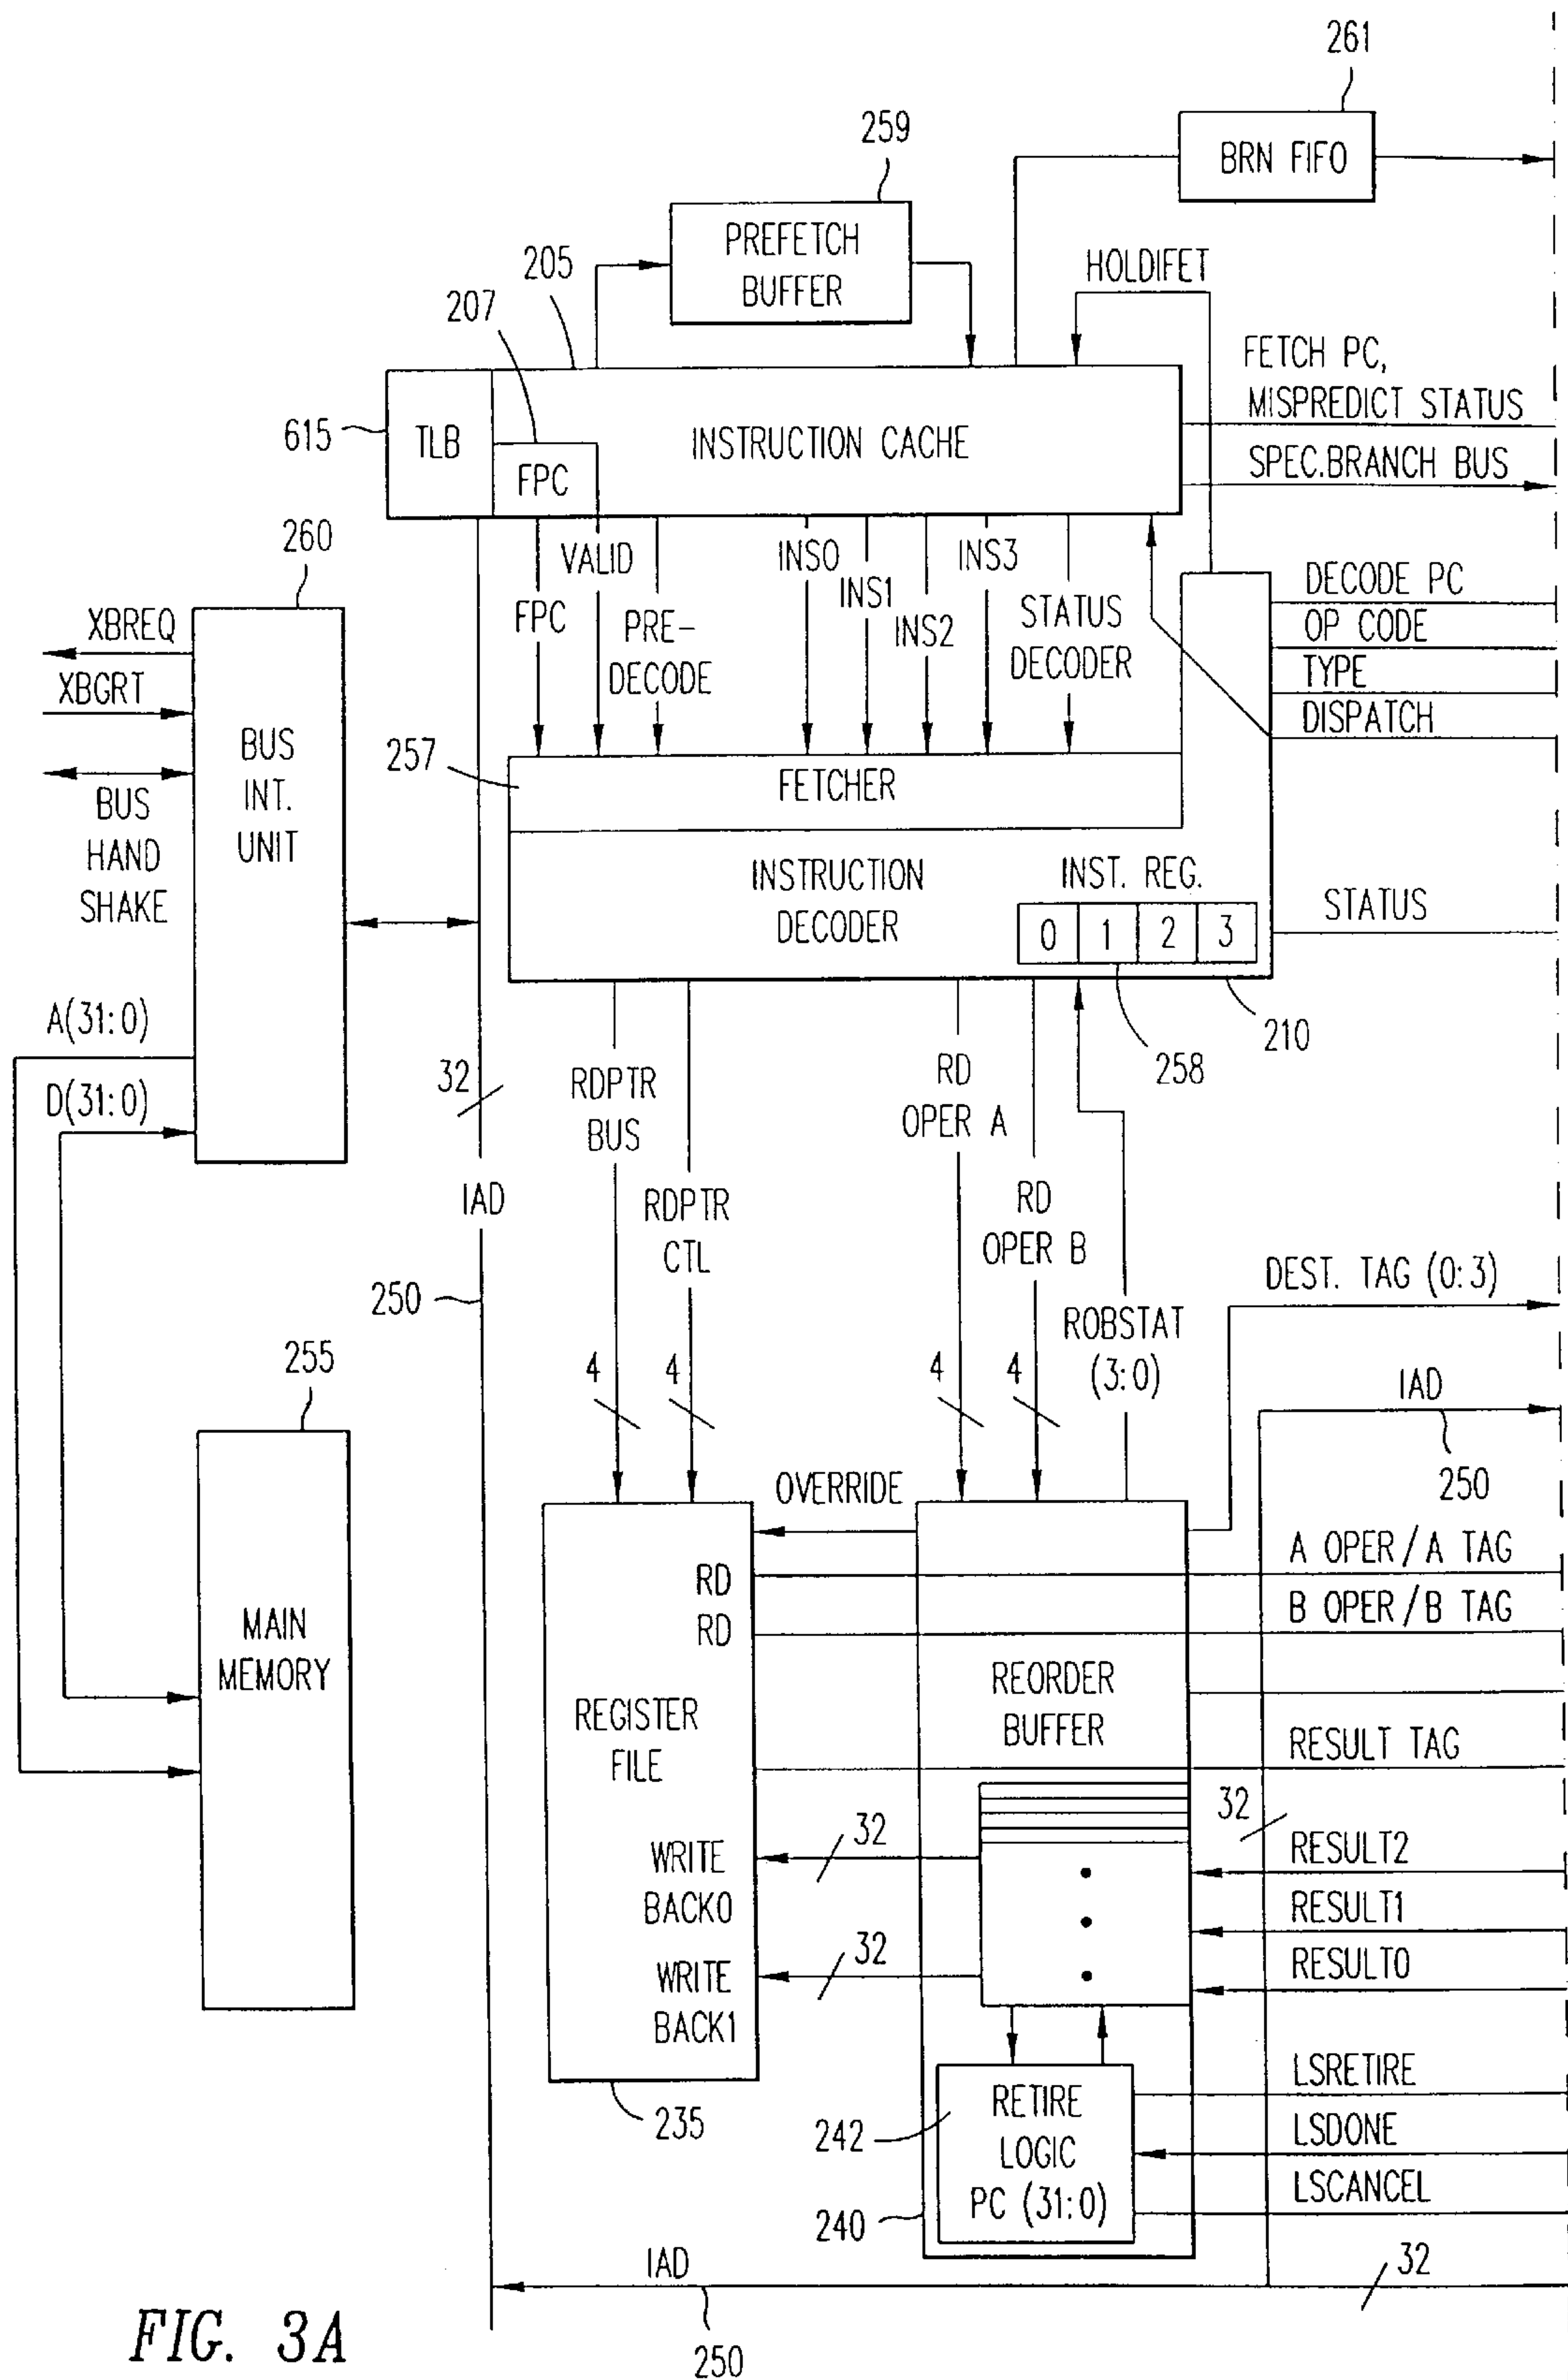 261
BRN FIFO
259
PREFETCH
BUFFER
205
HOLDIFET
207
FETCH PC,
MISPREDICT STATUS
615
TLB
FPC
INSTRUCTION CACHE
SPEC.BRANCH BUS
260
VALID
INS0
INS3
FPC
PRE-
DECODE
INS1
INS2
STATUS
DECODER
DECODE PC
OP CODE
TYPE
DISPATCH
XBREQ
XBGRT
BUS
HAND
SHAKE
BUS
INT.
UNIT
257
FETCHER
INSTRUCTION
DECODER
INST. REG.
0 1 2 3
STATUS
A(31:0)
D(31:0)
32
RDPTR
BUS
RD
OPER A
258
210
IAD
RDPTR
CTL
RD
OPER B
250
DEST. TAG (0:3)
ROBSTAT
(3:0)
255
4
4
4
4
IAD
250
OVERRIDE
MAIN
MEMORY
RD
RD
A OPER/A TAG
B OPER/B TAG
REGISTER
FILE
REORDER
BUFFER
RESULT TAG
32
WRITE
BACK0
32
RESULT2
RESULT1
WRITE
BACK1
32
RESULT0
235
242
RETIRE
LOGIC
PC (31:0)
LSRETIRE
LSDONE
LSCANCEL
240
IAD
32
250
FIG. 3A